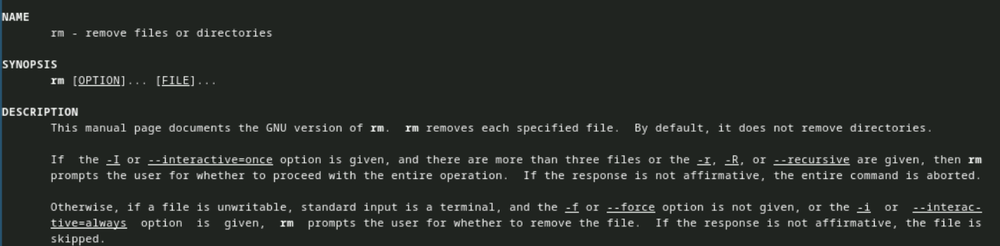 NAME
rm - remove files or directories
SYNOPSIS
rm [OPTION]... [FILE]...
DESCRIPTION
This manual page documents the GNU version of rm.  rm removes each specified file.  By default, it does not remove directories.
If  the -I or --interactive=once option is given, and there are more than three files or the -r, -R, or --recursive are given, then rm
prompts the user for whether to proceed with the entire operation.  If the response is not affirmative, the entire command is aborted.
Otherwise, if a file is unwritable, standard input is a terminal, and the -f or --force option is not given, or the -i  or  --interac-
tive=always  option  is  given,  rm  prompts the user for whether to remove the file.  If the response is not affirmative, the file is
skipped.